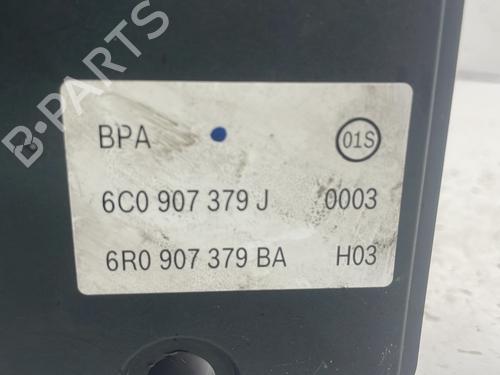 BPA 01S
6C0 907 379 J 0003
6R0 907 379 BA H03
B-PARTS